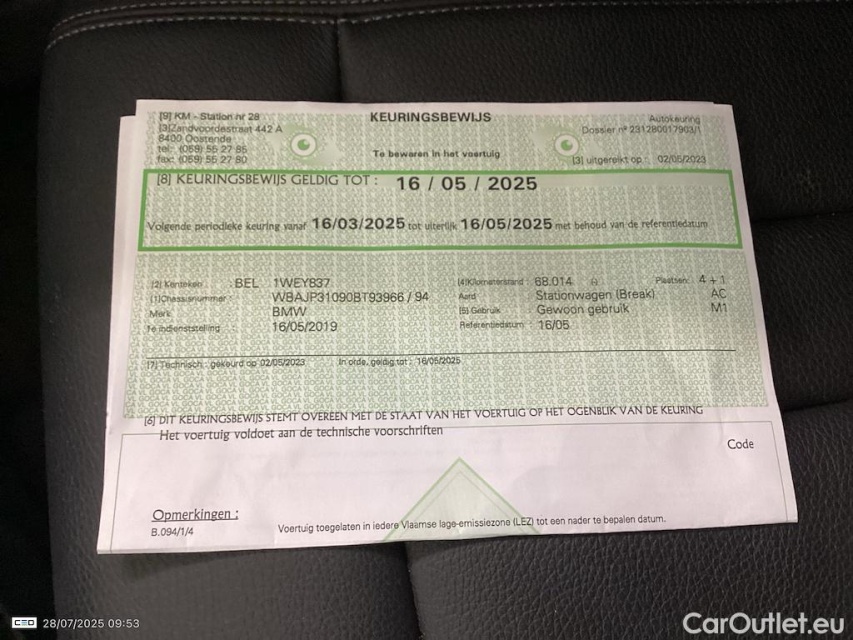 [9] KM - Station nr 28
KEURINGSBEWIJS
Autokeuring
[3]Zandvoordestraat 442 A
Dossier nº 231280017903/1
8400 Oostende
tel: (059) 55 27 85
Te bewaren in het voertuig
fax: (059) 55 27 80
[3] uitgereikt op : 02/05/2023
[8] KEURINGSBEWIJS GELDIG TOT : 16 / 05 / 2025
Volgende periodieke keuring vanaf 16/03/2025 tot uiterlijk 16/05/2025 met behoud van de referentiedatum
[2] Kenteken : BEL 1WEY837
[4]Kilometerstand : 68.014 Plaatsen: 4 + 1
[1]Chassisnummer : WBAJP31090BT93966 / 94
Aard : Stationwagen (Break) AC
Merk : BMW
[5] Gebruik : Gewoon gebruik M1
1e indienststelling : 16/05/2019
Referentiedatum : 16/05
[7] Technisch : gekeurd op 02/05/2023 In orde, geldig tot : 16/05/2025
[6] DIT KEURINGSBEWIJS STEMT OVEREEN MET DE STAAT VAN HET VOERTUIG OP HET OGENBLIK VAN DE KEURING
Het voertuig voldoet aan de technische voorschriften
Code
Opmerkingen :
B.094/1/4
Voertuig toegelaten in iedere Vlaamse lage-emissiezone (LEZ) tot een nader te bepalen datum.
28/07/2025 09:53
CarOutlet.eu